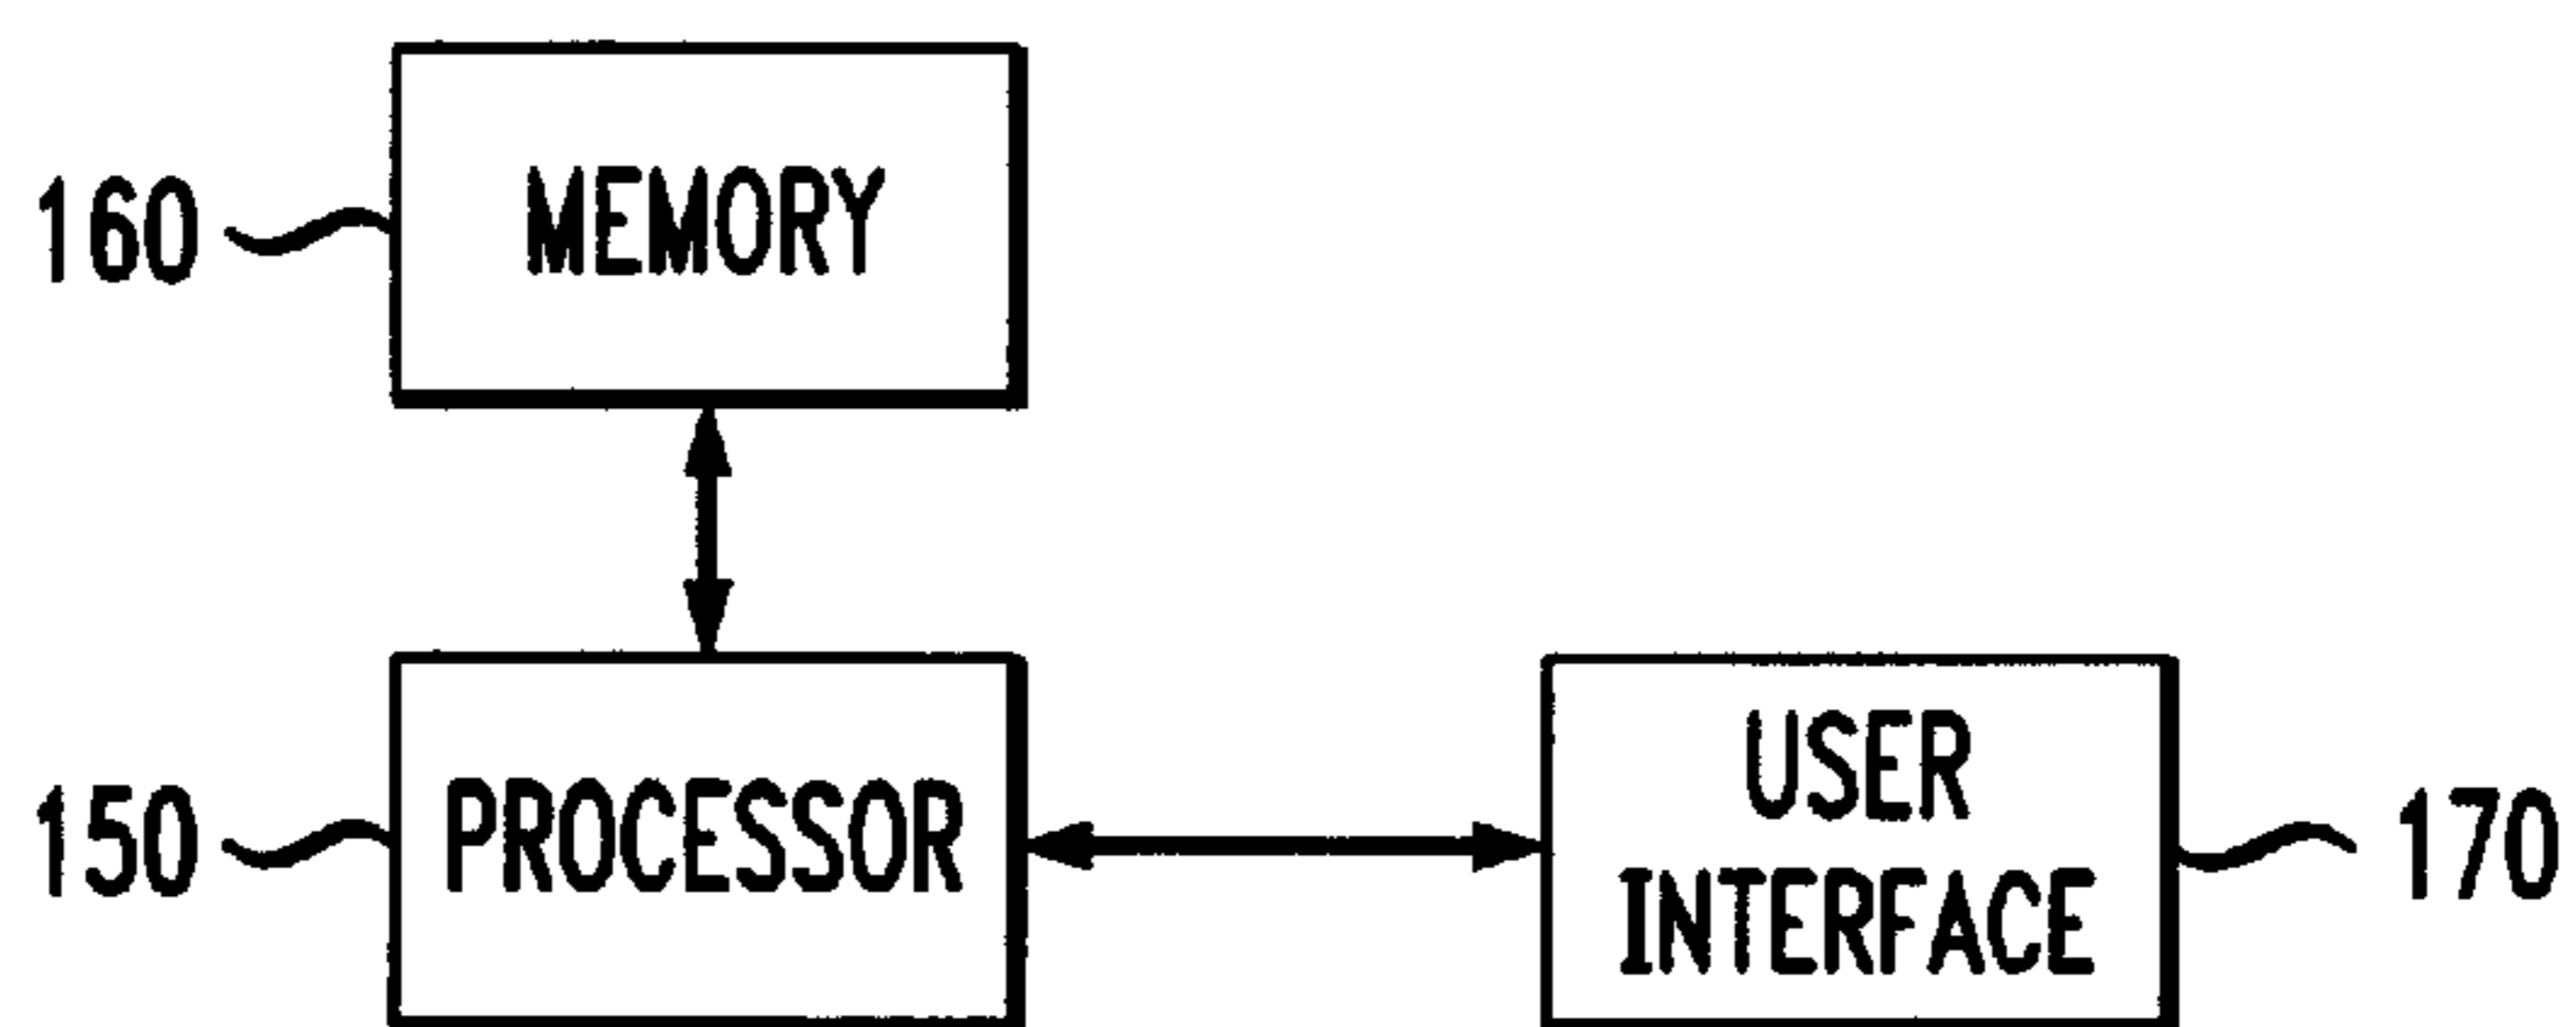 160
MEMORY
150
PROCESSOR
USER
INTERFACE
170